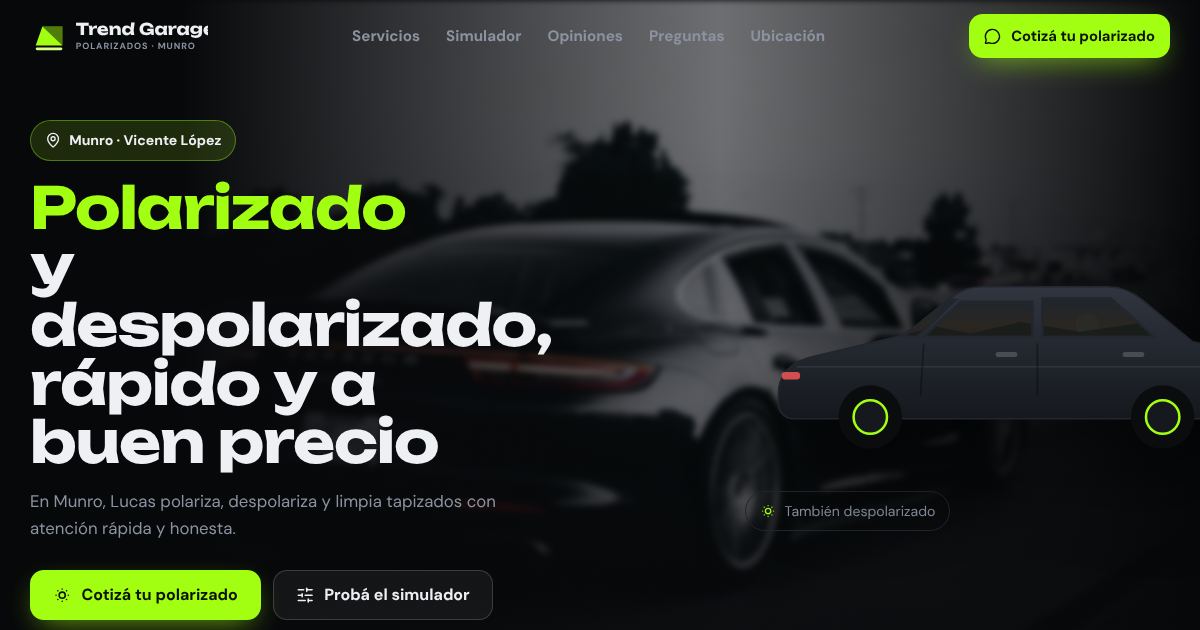 Trend Garage
POLARIZADOS · MUNRO
Servicios
Simulador
Opiniones
Preguntas
Ubicación
Cotizá tu polarizado
Munro · Vicente López
Polarizado
y
despolarizado,
rápido y a
buen precio
En Munro, Lucas polariza, despolariza y limpia tapizados con
atención rápida y honesta.
También despolarizado
Cotizá tu polarizado
Probá el simulador